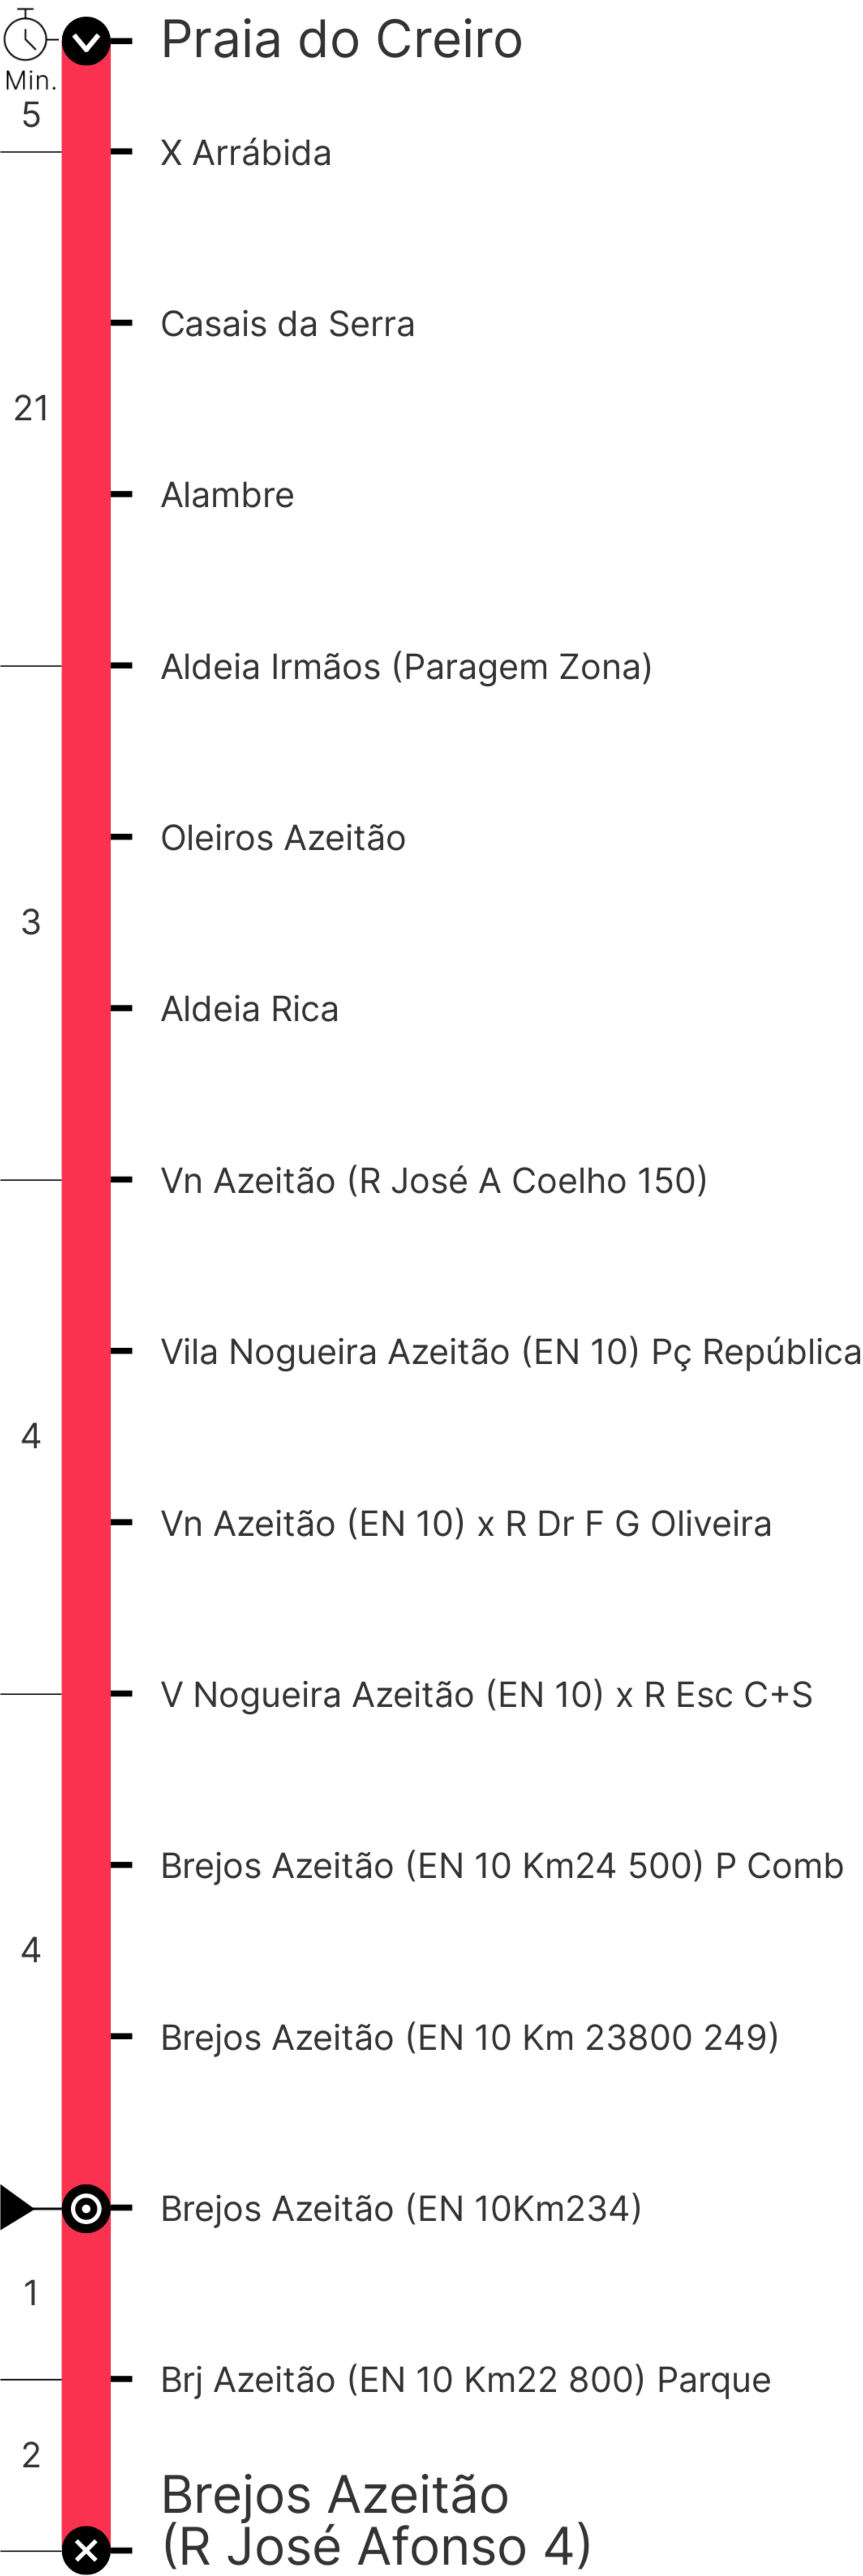 Praia do Creiro
Min.
5
X Arrábida
Casais da Serra
21
Alambre
Aldeia Irmãos (Paragem Zona)
Oleiros Azeitão
3
Aldeia Rica
Vn Azeitão (R José A Coelho 150)
Vila Nogueira Azeitão (EN 10) Pç República
4
Vn Azeitão (EN 10) x R Dr F G Oliveira
V Nogueira Azeitão (EN 10) x R Esc C+S
Brejos Azeitão (EN 10 Km24 500) P Comb
4
Brejos Azeitão (EN 10 Km 23800 249)
Brejos Azeitão (EN 10Km234)
1
Brj Azeitão (EN 10 Km22 800) Parque
2
Brejos Azeitão
(R José Afonso 4)